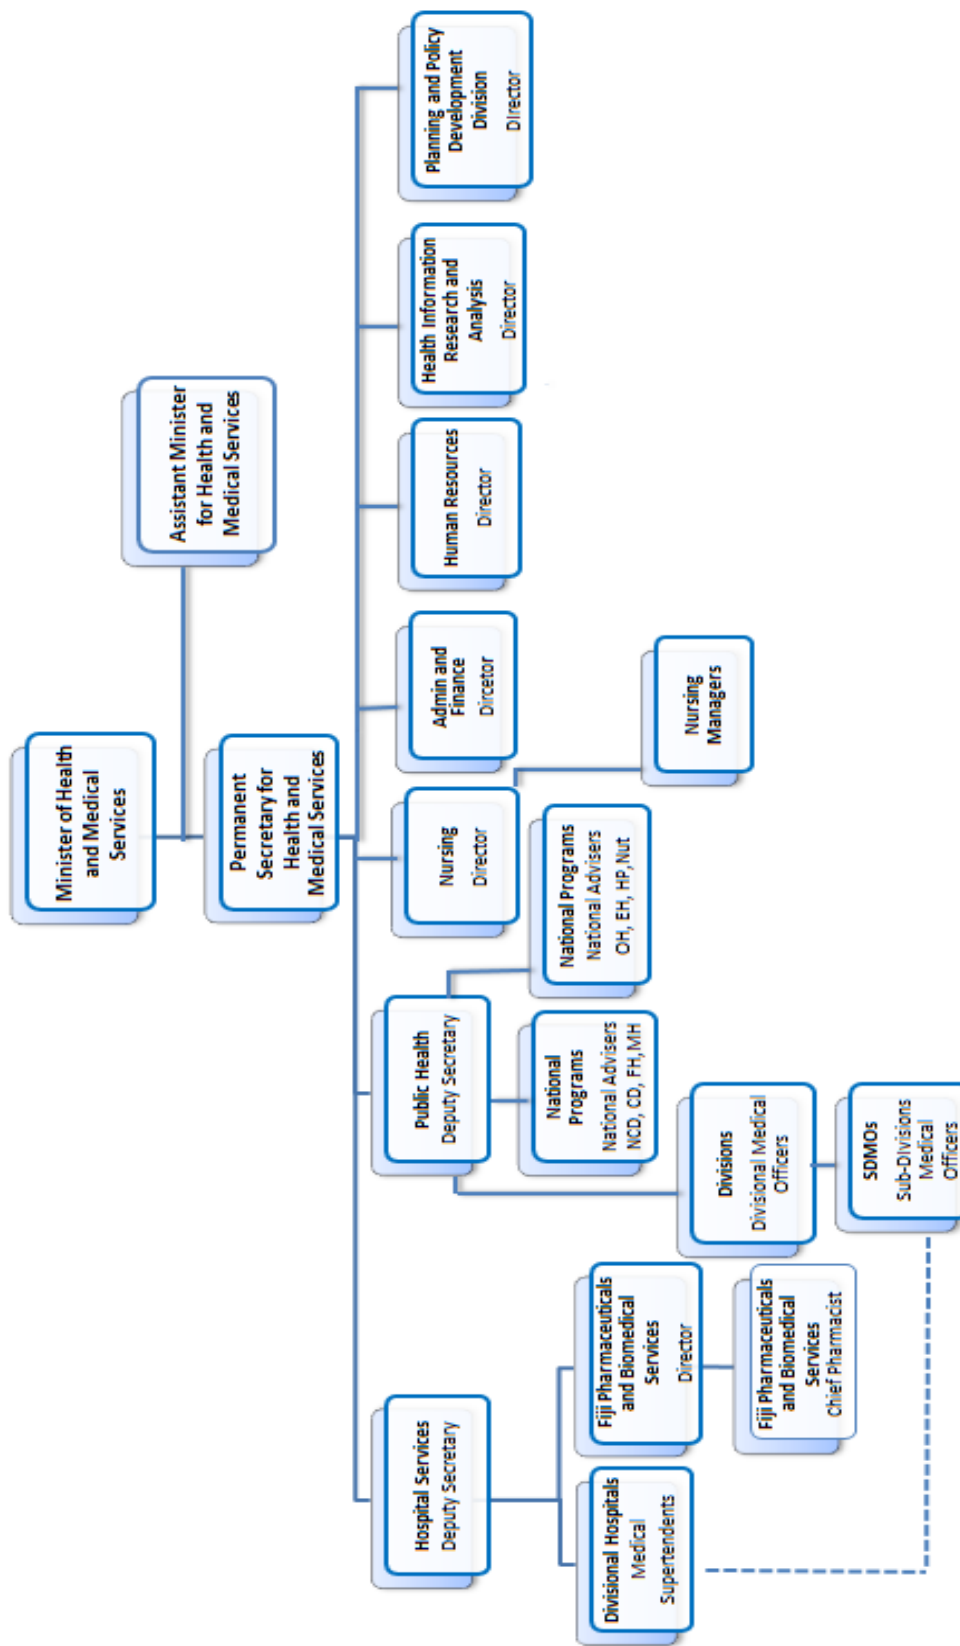 Minister of Health
and Medical
Services
Assistant Minister
for Health and
Medical Services
Permanent
Secretary for
Health and
Medical Services
Hospital Services
Deputy Secretary
Public Health
Deputy Secretary
Nursing
Director
Admin and
Finance
Dircetor
Human Resources
Director
Health Information
Research and
Analysis
Director
Planning and Policy
Development
Division
Director
Divisional Hospitals
Medical
Supertendents
Fiji Pharmaceuticals
and Biomedical
Services
Director
Fiji Pharmaceuticals
and Biomedical
Services
Chief Pharmacist
National
Programs
National Advisers
NCD, CD, FH, MH
National Programs
National Advisers
OH, EH, HP, Nut
Nursing
Managers
Divisions
Divisional Medical
Officers
SDMOs
Sub-Divisions
Medical
Officers